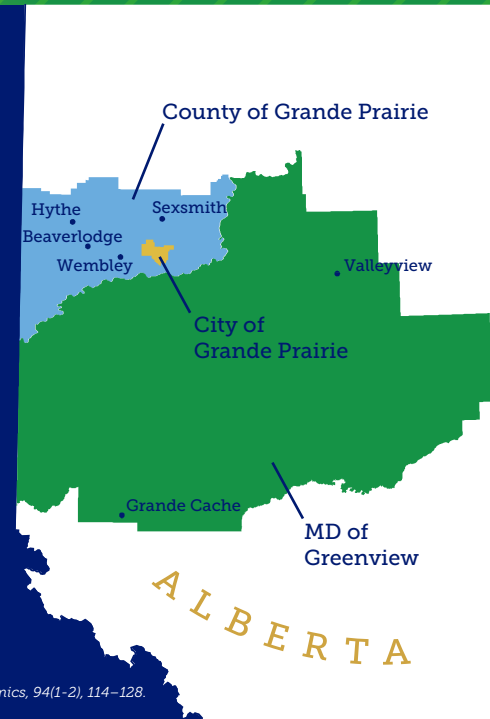 County of Grande Prairie
Hythe
Sexsmith
Beaverlodge
Wembley
Valleyview
City of
Grande Prairie
Grande Cache
MD of
Greenview
ALBERTA
94(1-2), 114–128.